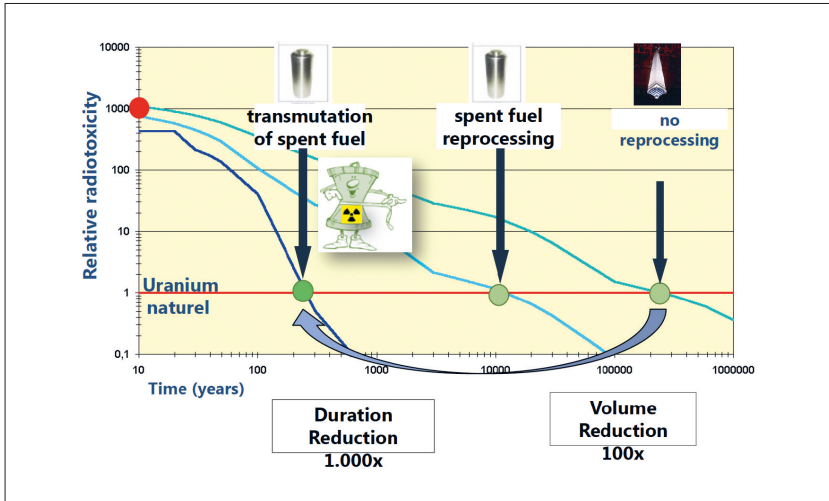 10000
1000
100
10
1
0,1
Relative radiotoxicity
transmutation
of spent fuel
spent fuel
reprocessing
no
reprocessing
Uranium
naturel
10
100
1000
10000
100000
1000000
Time (years)
Duration
Reduction
1.000x
Volume
Reduction
100x